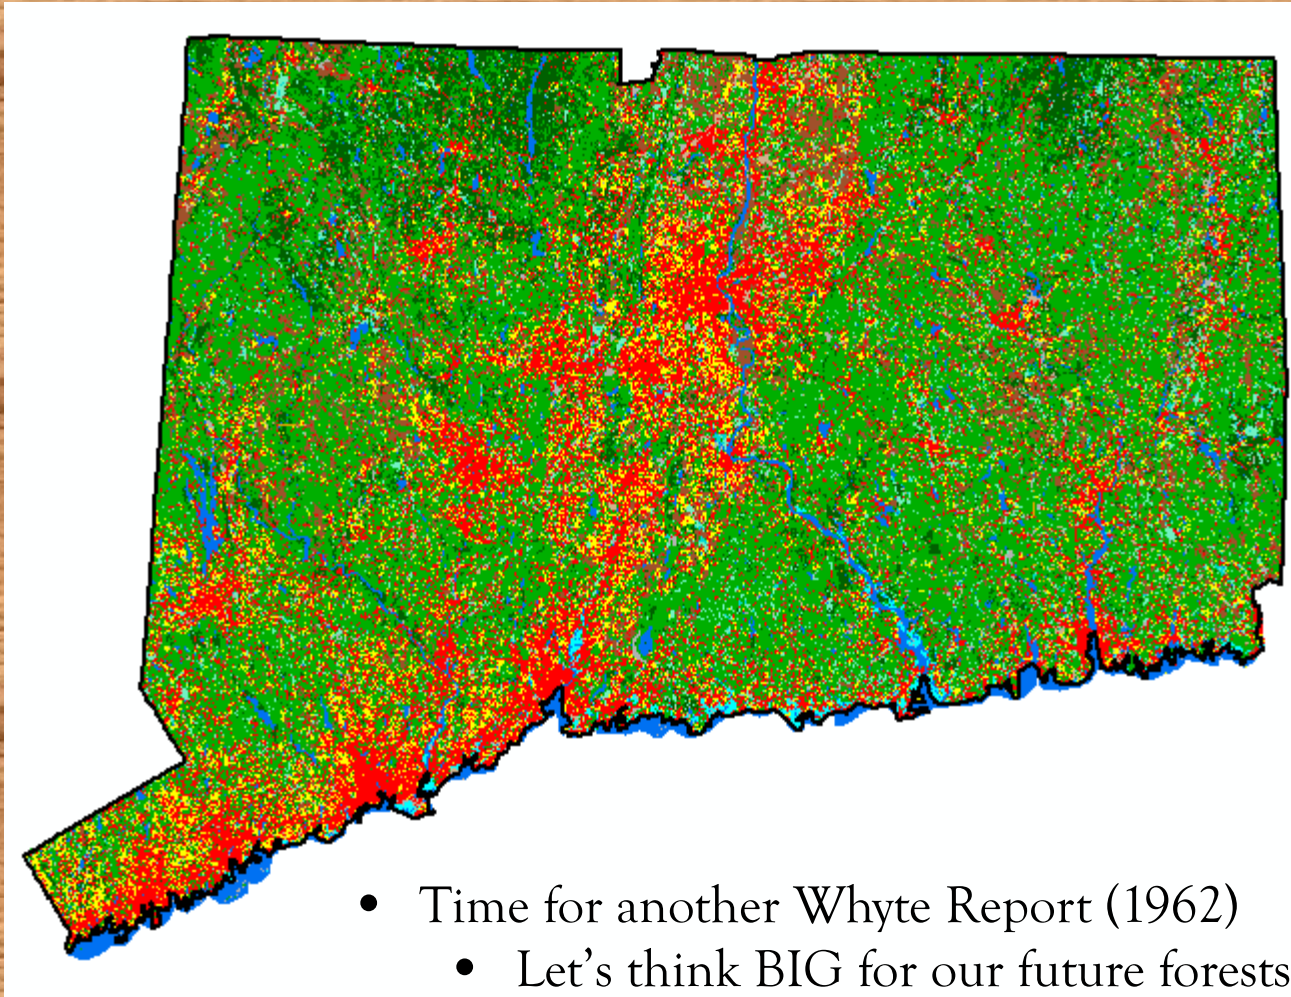 • Time for another Whyte Report (1962)
• Let's think BIG for our future forests